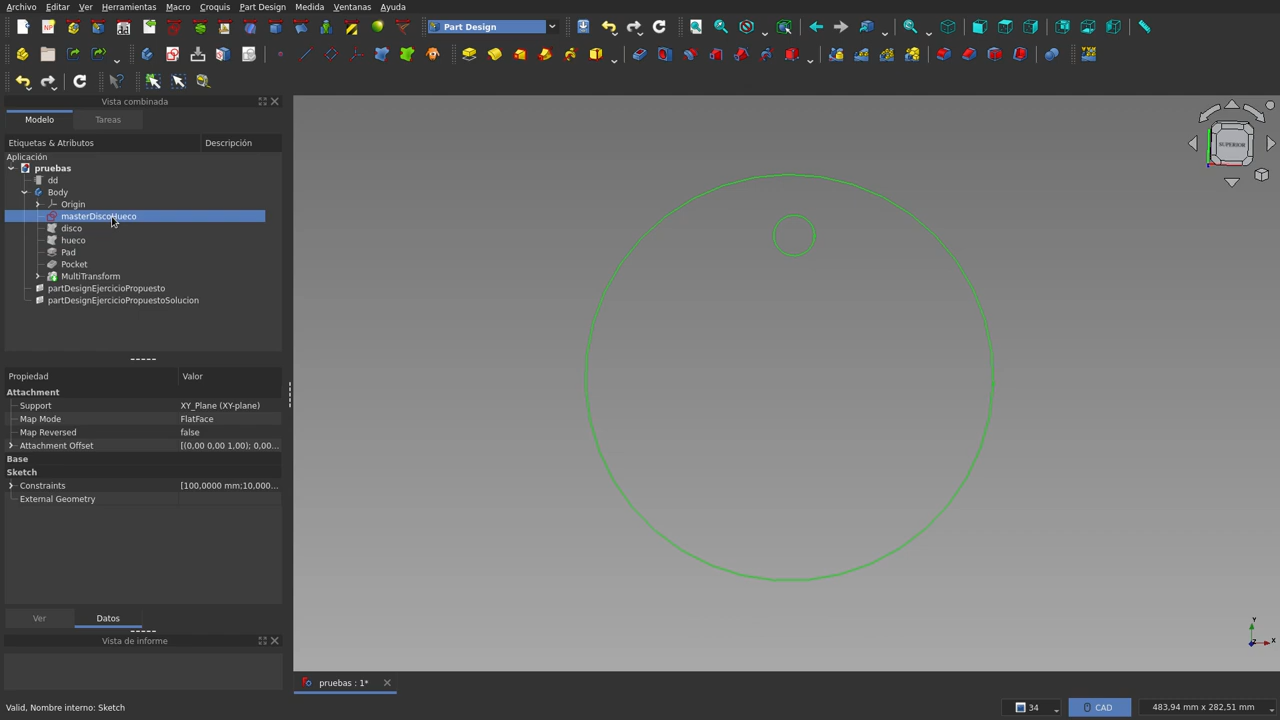 Archivo Editar Ver Herramientas Macro Croquis Part Design Medida Ventanas Ayuda
Part Design
Vista combinada
Modelo Tareas
Etiquetas & Atributos Descripción
Aplicación
pruebas
dd
Body
Origin
masterDiscoHueco
disco
hueco
Pad
Pocket
MultiTransform
partDesignEjercicioPropuesto
partDesignEjercicioPropuestoSolucion
Propiedad Valor
Attachment
Support XY_Plane (XY-plane)
Map Mode FlatFace
Map Reversed false
Attachment Offset [(0,00 0,00 1,00); 0,00...
Base
Sketch
Constraints [100,0000 mm;10,000...
External Geometry
Ver Datos
Vista de informe
SUPERIOR
Y
Z X
pruebas : 1*
Valid, Nombre interno: Sketch
34 CAD 483,94 mm x 282,51 mm